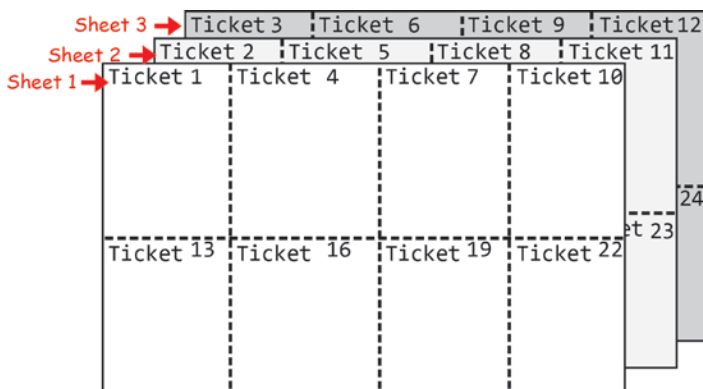 Sheet 3 Ticket 3 Ticket 6 Ticket 9 Ticket 12
Sheet 2 Ticket 2 Ticket 5 Ticket 8 Ticket 11
Sheet 1 Ticket 1 Ticket 4 Ticket 7 Ticket 10
24
et 23
Ticket 13 Ticket 16 Ticket 19 Ticket 22